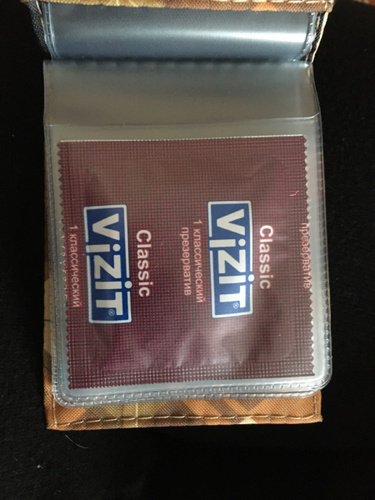 Classic
ViZiT®
1 классический
презерватив
Classic
ViZiT®
1 классический
презерватив